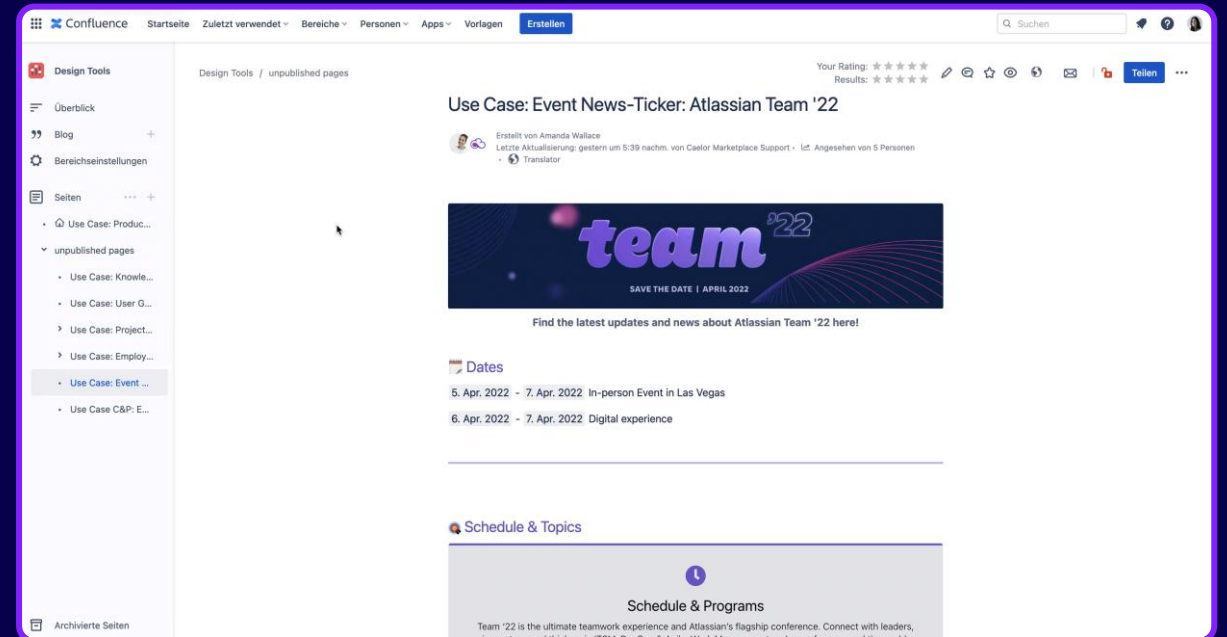 Confluence Startseite Zuletzt verwendet Bereiche Personen Apps Vorlagen Erstellen Suchen
Design Tools
Überblick
Blog
Bereichseinstellungen
Seiten
Use Case: Produc...
unpublished pages
Use Case: Knowle...
Use Case: User G...
Use Case: Project...
Use Case: Employ...
Use Case: Event ...
Use Case C&P: E...
Archivierte Seiten
Design Tools / unpublished pages
Your Rating:
Results:
Teilen
Use Case: Event News-Ticker: Atlassian Team '22
Erstellt von Amanda Wallace
Letzte Aktualisierung: gestern um 5:39 nachm. von Caelor Marketplace Support • Angesehen von 5 Personen
• Translator
team '22
SAVE THE DATE | APRIL 2022
Find the latest updates and news about Atlassian Team '22 here!
Dates
5. Apr. 2022 - 7. Apr. 2022 In-person Event in Las Vegas
6. Apr. 2022 - 7. Apr. 2022 Digital experience
Schedule & Topics
Schedule & Programs
Team '22 is the ultimate teamwork experience and Atlassian's flagship conference. Connect with leaders,